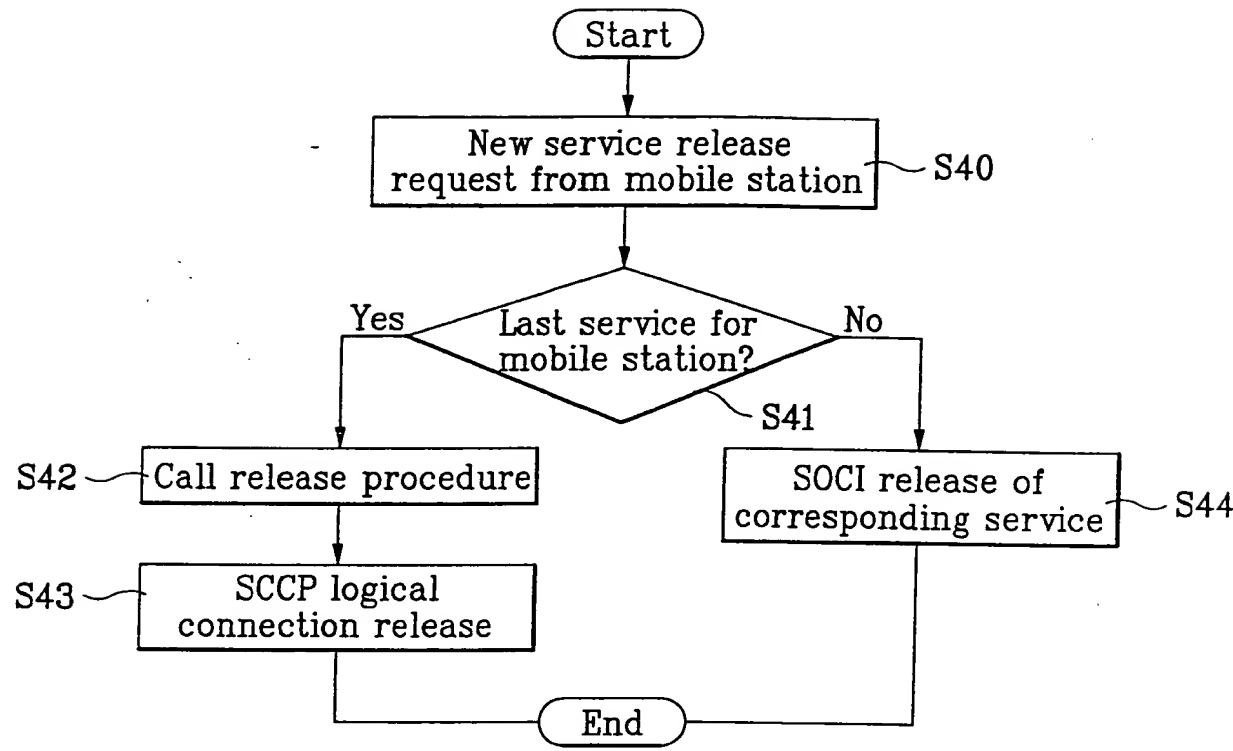 Start
New service release
request from mobile station
S40
Yes
Last service for
mobile station?
No
S41
S42
Call release procedure
SOCI release of
corresponding service
S44
S43
SCCP logical
connection release
End